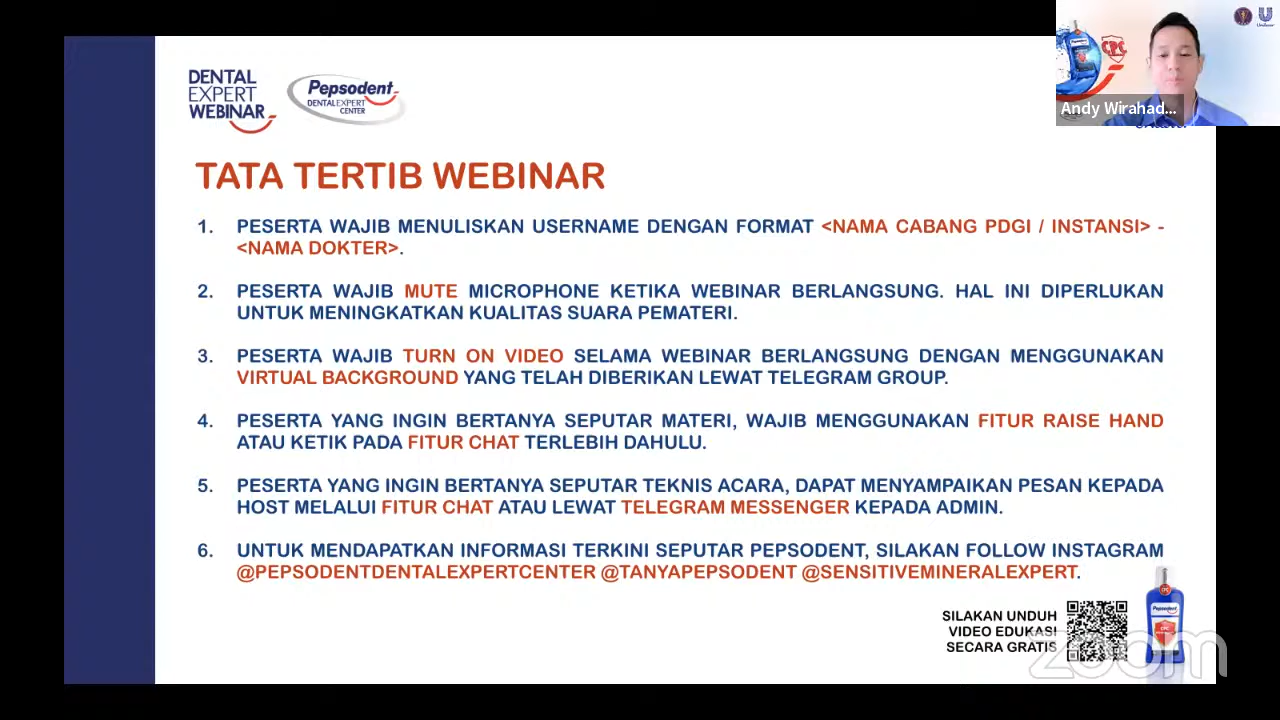 DENTAL
EXPERT
WEBINAR
Pepsodent
DENTAL EXPERT
CENTER
CPC
Unilever
Andy Wirahad...
TATA TERTIB WEBINAR
1. PESERTA WAJIB MENULISKAN USERNAME DENGAN FORMAT <NAMA CABANG PDGI / INSTANSI> -
<NAMA DOKTER>.
2. PESERTA WAJIB MUTE MICROPHONE KETIKA WEBINAR BERLANGSUNG. HAL INI DIPERLUKAN
UNTUK MENINGKATKAN KUALITAS SUARA PEMATERI.
3. PESERTA WAJIB TURN ON VIDEO SELAMA WEBINAR BERLANGSUNG DENGAN MENGGUNAKAN
VIRTUAL BACKGROUND YANG TELAH DIBERIKAN LEWAT TELEGRAM GROUP.
4. PESERTA YANG INGIN BERTANYA SEPUTAR MATERI, WAJIB MENGGUNAKAN FITUR RAISE HAND
ATAU KETIK PADA FITUR CHAT TERLEBIH DAHULU.
5. PESERTA YANG INGIN BERTANYA SEPUTAR TEKNIS ACARA, DAPAT MENYAMPAIKAN PESAN KEPADA
HOST MELALUI FITUR CHAT ATAU LEWAT TELEGRAM MESSENGER KEPADA ADMIN.
6. UNTUK MENDAPATKAN INFORMASI TERKINI SEPUTAR PEPSODENT, SILAKAN FOLLOW INSTAGRAM
@PEPSODENTDENTALEXPERTCENTER @TANYAPEPSODENT @SENSITIVEMINERALEXPERT.
SILAKAN UNDUH
VIDEO EDUKASI
SECARA GRATIS
Pepsodent
CPC
zoom